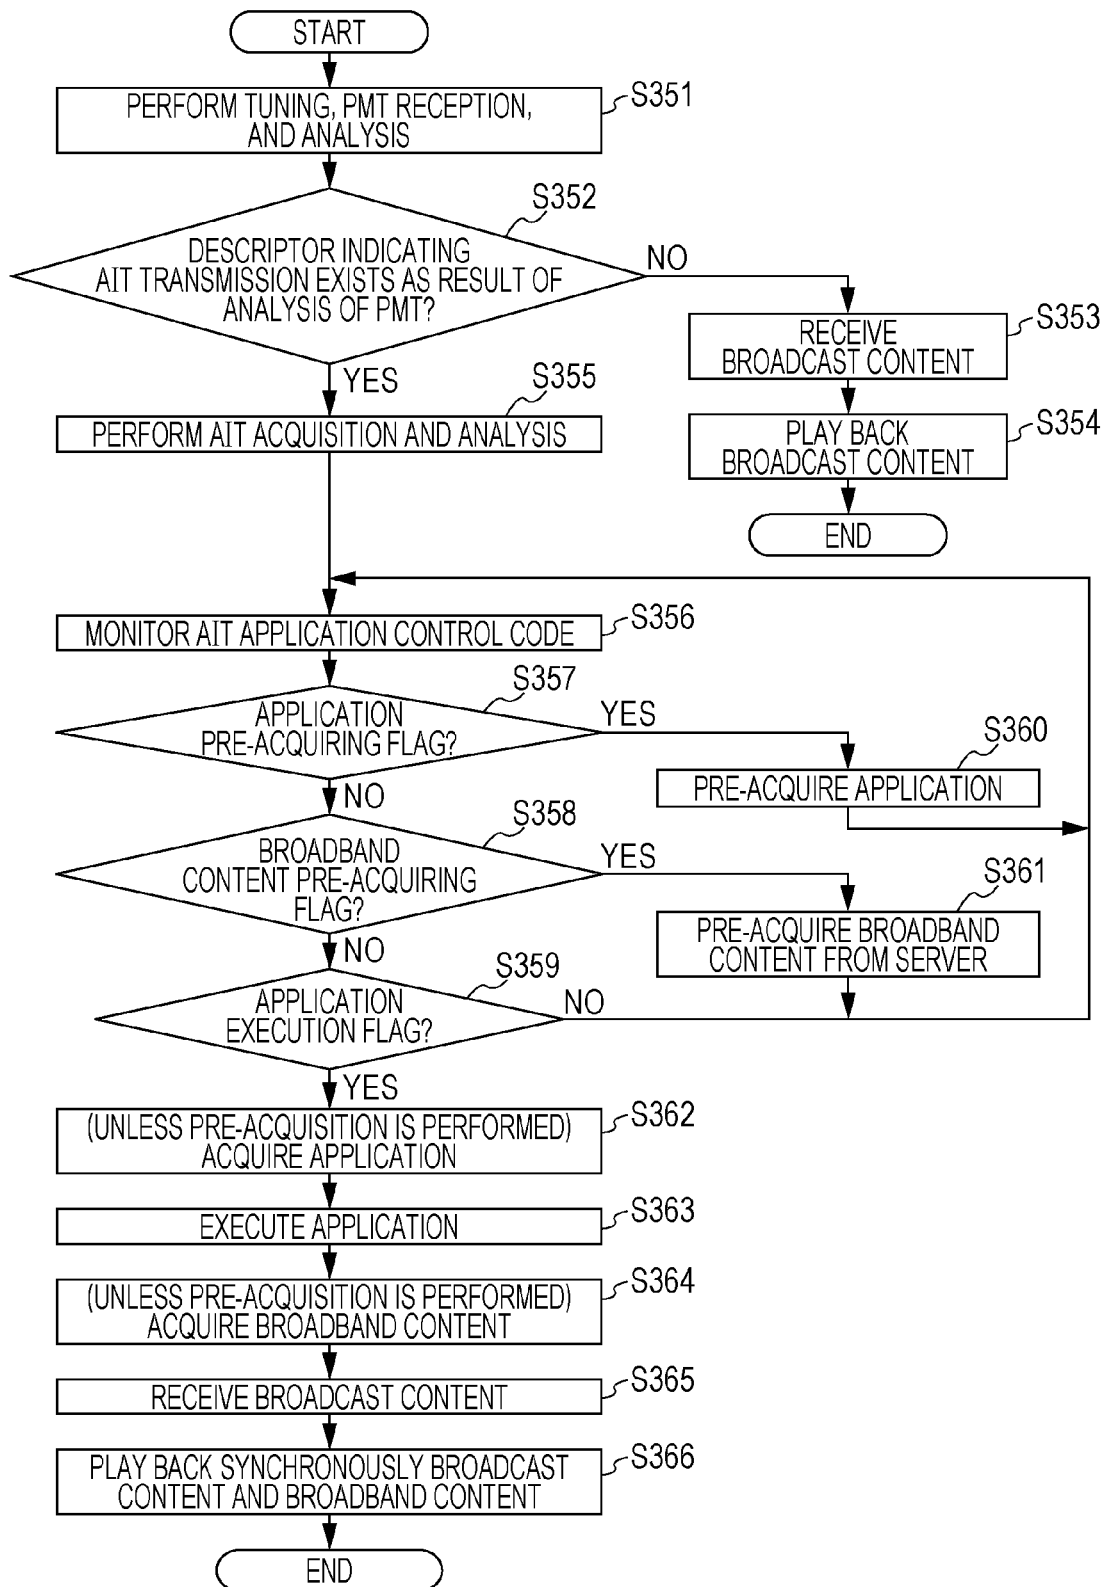 START
PERFORM TUNING, PMT RECEPTION,
AND ANALYSIS
S351
S352
DESCRIPTOR INDICATING
AIT TRANSMISSION EXISTS AS RESULT OF
ANALYSIS OF PMT?
NO
YES
S353
RECEIVE
BROADCAST CONTENT
S354
PLAY BACK
BROADCAST CONTENT
END
S355
PERFORM AIT ACQUISITION AND ANALYSIS
S356
MONITOR AIT APPLICATION CONTROL CODE
S357
APPLICATION
PRE-ACQUIRING FLAG?
YES
NO
S360
PRE-ACQUIRE APPLICATION
S358
BROADBAND
CONTENT PRE-ACQUIRING
FLAG?
YES
NO
S361
PRE-ACQUIRE BROADBAND
CONTENT FROM SERVER
S359
APPLICATION
EXECUTION FLAG?
NO
YES
S362
(UNLESS PRE-ACQUISITION IS PERFORMED)
ACQUIRE APPLICATION
S363
EXECUTE APPLICATION
S364
(UNLESS PRE-ACQUISITION IS PERFORMED)
ACQUIRE BROADBAND CONTENT
S365
RECEIVE BROADCAST CONTENT
S366
PLAY BACK SYNCHRONOUSLY BROADCAST
CONTENT AND BROADBAND CONTENT
END